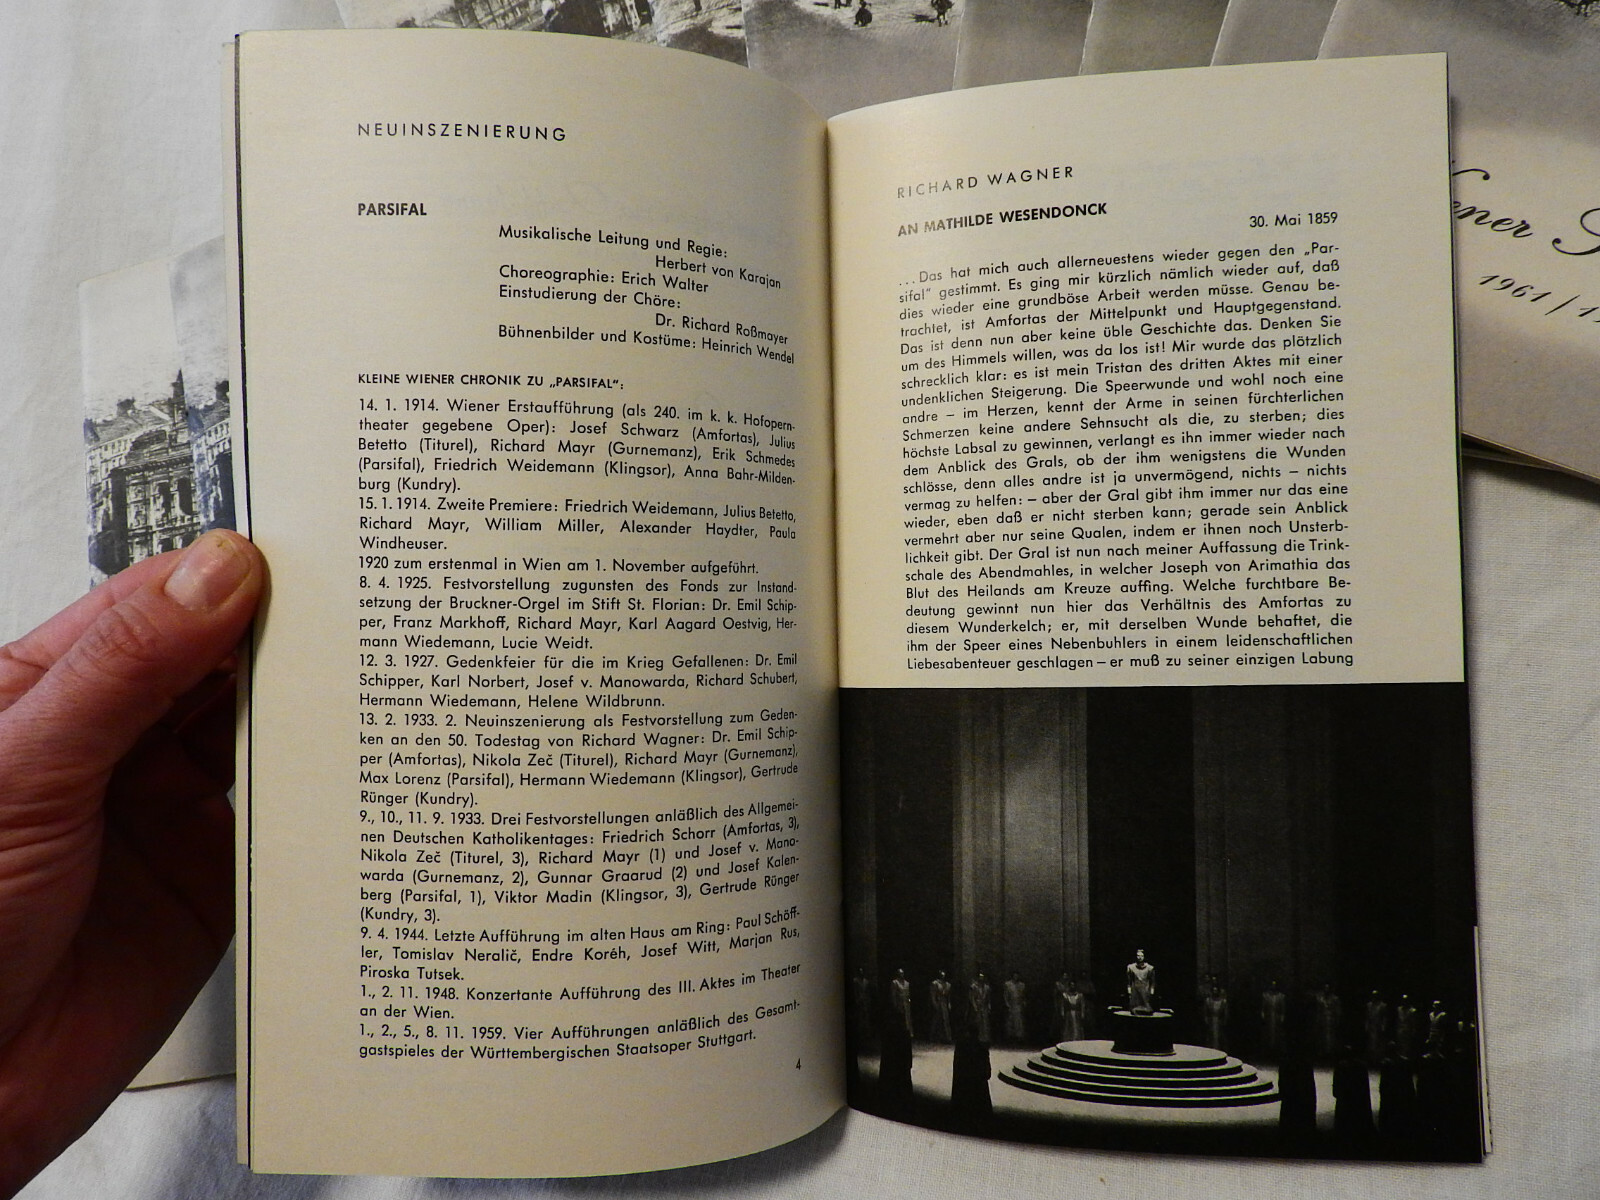 NEUINSZENIERUNG
PARSIFAL
Musikalische Leitung und Regie:
Herbert von Karajan
Choreographie: Erich Walter
Einstudierung der Chöre:
Dr. Richard Roßmayer
Bühnenbilder und Kostüme: Heinrich Wendel
KLEINE WIENER CHRONIK ZU „PARSIFAL“:
14. 1. 1914. Wiener Erstaufführung (als 240. im k. k. Hofopern-
theater gegebene Oper): Josef Schwarz (Amfortas), Julius
Betetto (Titurel), Richard Mayr (Gurnemanz), Erik Schmedes
(Parsifal), Friedrich Weidemann (Klingsor), Anna Bahr-Milden-
burg (Kundry).
15. 1. 1914. Zweite Premiere: Friedrich Weidemann, Julius Betetto,
Richard Mayr, William Miller, Alexander Haydter, Paula
Windheuser.
1920 zum erstenmal in Wien am 1. November aufgeführt.
8. 4. 1925. Festvorstellung zugunsten des Fonds zur Instand-
setzung der Bruckner-Orgel im Stift St. Florian: Dr. Emil Schip-
per, Franz Markhoff, Richard Mayr, Karl Aagard Oestvig, Her-
mann Wiedemann, Lucie Weidt.
12. 3. 1927. Gedenkfeier für die im Krieg Gefallenen: Dr. Emil
Schipper, Karl Norbert, Josef v. Manowarda, Richard Schubert,
Hermann Wiedemann, Helene Wildbrunn.
13. 2. 1933. 2. Neuinszenierung als Festvorstellung zum Geden-
ken an den 50. Todestag von Richard Wagner: Dr. Emil Schip-
per (Amfortas), Nikola Zeč (Titurel), Richard Mayr (Gurnemanz),
Max Lorenz (Parsifal), Hermann Wiedemann (Klingsor), Gertrude
Rünger (Kundry).
9., 10., 11. 9. 1933. Drei Festvorstellungen anläßlich des Allgemei-
nen Deutschen Katholikentages: Friedrich Schorr (Amfortas, 3),
Nikola Zeč (Titurel, 3), Richard Mayr (1) und Josef v. Mano-
warda (Gurnemanz, 2), Gunnar Graarud (2) und Josef Kalen-
berg (Parsifal, 1), Viktor Madin (Klingsor, 3), Gertrude Rünger
(Kundry, 3).
9. 4. 1944. Letzte Aufführung im alten Haus am Ring: Paul Schöff-
ler, Tomislav Neralič, Endre Koréh, Josef Witt, Marjan Rus,
Piroska Tutsek.
1., 2. 11. 1948. Konzertante Aufführung des III. Aktes im Theater
an der Wien.
1., 2., 5., 8. 11. 1959. Vier Aufführungen anläßlich des Gesamt-
gastspieles der Württembergischen Staatsoper Stuttgart.
4
RICHARD WAGNER
AN MATHILDE WESENDONCK
30. Mai 1859
... Das hat mich auch allerneuestens wieder gegen den „Par-
sifal“ gestimmt. Es ging mir kürzlich nämlich wieder auf, daß
dies wieder eine grundböse Arbeit werden müsse. Genau be-
trachtet, ist Amfortas der Mittelpunkt und Hauptgegenstand.
Das ist denn nun aber keine üble Geschichte das. Denken Sie
um des Himmels willen, was da los ist! Mir wurde das plötzlich
schrecklich klar: es ist mein Tristan des dritten Aktes mit einer
undenklichen Steigerung. Die Speerwunde und wohl noch eine
andre – im Herzen, kennt der Arme in seinen fürchterlichen
Schmerzen keine andere Sehnsucht als die, zu sterben; dies
höchste Labsal zu gewinnen, verlangt es ihn immer wieder nach
dem Anblick des Grals, ob der ihm wenigstens die Wunden
schlösse, denn alles andre ist ja unvermögend, nichts – nichts
vermag zu helfen: – aber der Gral gibt ihm immer nur das eine
wieder, eben daß er nicht sterben kann; gerade sein Anblick
vermehrt aber nur seine Qualen, indem er ihnen noch Unsterb-
lichkeit gibt. Der Gral ist nun nach meiner Auffassung die Trink-
schale des Abendmahles, in welcher Joseph von Arimathia das
Blut des Heilands am Kreuze auffing. Welche furchtbare Be-
deutung gewinnt nun hier das Verhältnis des Amfortas zu
diesem Wunderkelch; er, mit derselben Wunde behaftet, die
ihm der Speer eines Nebenbuhlers in einem leidenschaftlichen
Liebesabenteuer geschlagen – er muß zu seiner einzigen Labung
1961/1